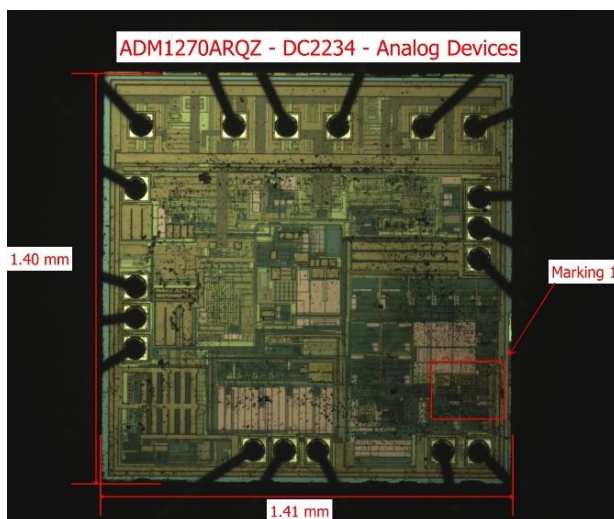 ADM1270ARQZ - DC2234 - Analog Devices
1.40 mm
Marking 1
1.41 mm